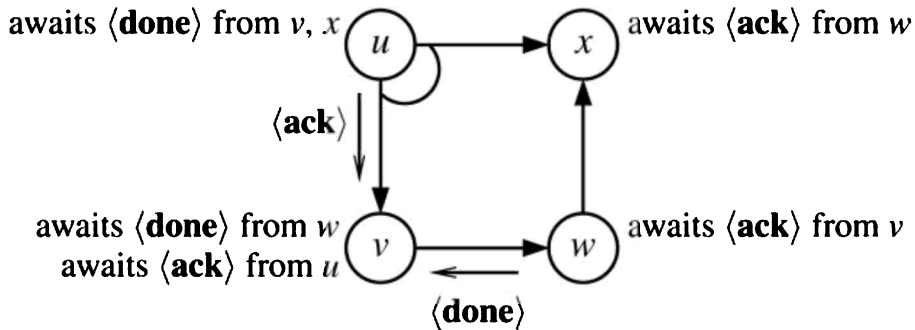 awaits ⟨done⟩ from v, x
u
x
awaits ⟨ack⟩ from w
⟨ack⟩
awaits ⟨done⟩ from w
awaits ⟨ack⟩ from u
v
w
awaits ⟨ack⟩ from v
⟨done⟩